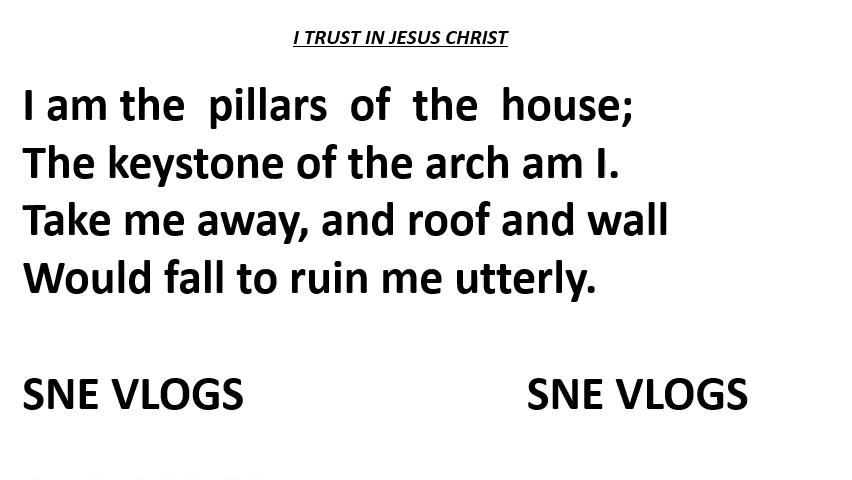 I TRUST IN JESUS CHRIST
I am the pillars of the house;
The keystone of the arch am I.
Take me away, and roof and wall
Would fall to ruin me utterly.
SNE VLOGS SNE VLOGS